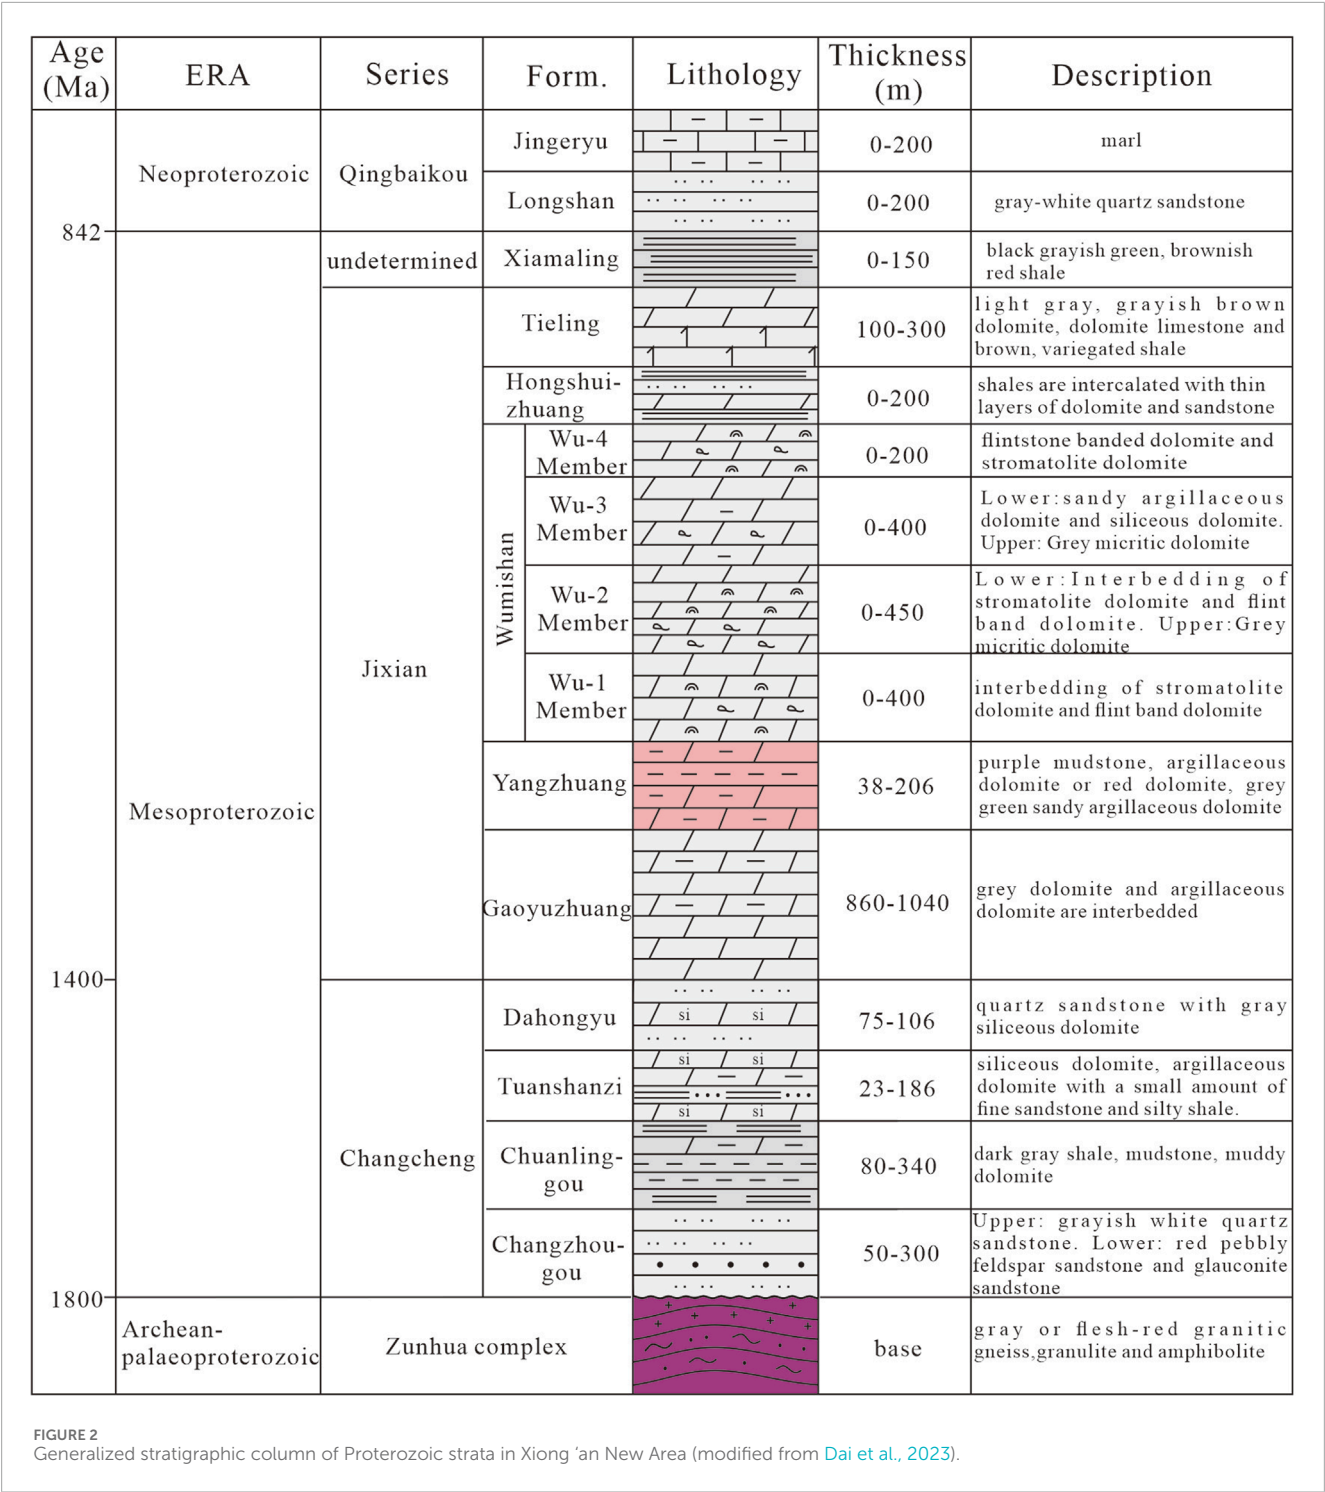 Age
(Ma)
ERA
Series
Form.
Lithology
Thickness
(m)
Description
Neoproterozoic
Qingbaikou
Jingeryu
0-200
marl
Longshan
0-200
gray-white quartz sandstone
842
Mesoproterozoic
undetermined
Xiamaling
0-150
black grayish green, brownish
red shale
Jixian
Tieling
100-300
light gray, grayish brown
dolomite, dolomite limestone and
brown, variegated shale
Hongshui-
zhuang
0-200
shales are intercalated with thin
layers of dolomite and sandstone
Wumishan
Wu-4
Member
0-200
flintstone banded dolomite and
stromatolite dolomite
Wu-3
Member
0-400
Lower:sandy argillaceous
dolomite and siliceous dolomite.
Upper: Grey micritic dolomite
Wu-2
Member
0-450
Lower:Interbedding of
stromatolite dolomite and flint
band dolomite. Upper:Grey
micritic dolomite
Wu-1
Member
0-400
interbedding of stromatolite
dolomite and flint band dolomite
Yangzhuang
38-206
purple mudstone, argillaceous
dolomite or red dolomite, grey
green sandy argillaceous dolomite
Gaoyuzhuang
860-1040
grey dolomite and argillaceous
dolomite are interbedded
1400
Changcheng
Dahongyu
si si
75-106
quartz sandstone with gray
siliceous dolomite
Tuanshanzi
si si
si si
23-186
siliceous dolomite, argillaceous
dolomite with a small amount of
fine sandstone and silty shale.
Chuanling-
gou
80-340
dark gray shale, mudstone, muddy
dolomite
Changzhou-
gou
50-300
Upper: grayish white quartz
sandstone. Lower: red pebbly
feldspar sandstone and glauconite
sandstone
1800
Archean-
palaeoproterozoic
Zunhua complex
base
gray or flesh-red granitic
gneiss,granulite and amphibolite
FIGURE 2
Generalized stratigraphic column of Proterozoic strata in Xiong ‘an New Area (modified from Dai et al., 2023).